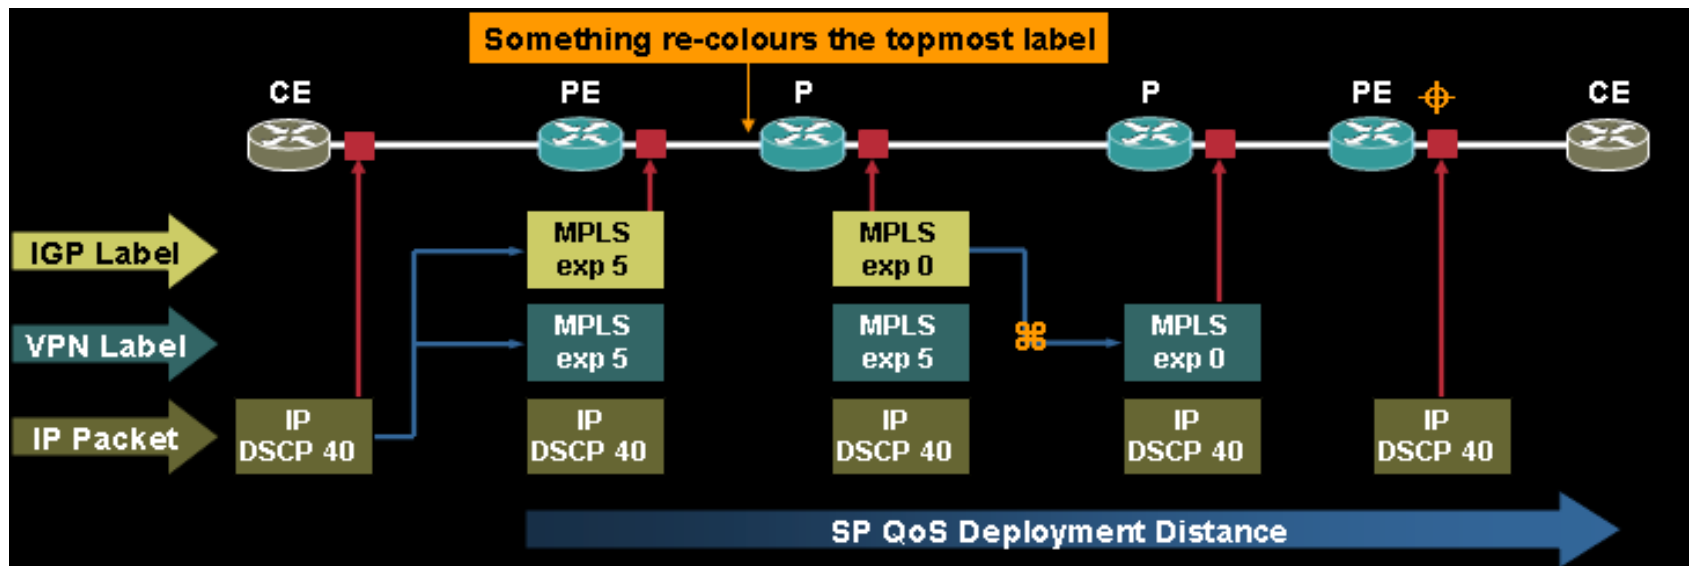 Something re-colours the topmost label
CE
PE
P
P
PE
CE
IGP Label
MPLS
exp 5
MPLS
exp 0
VPN Label
MPLS
exp 5
MPLS
exp 5
MPLS
exp 0
IP Packet
IP
DSCP 40
IP
DSCP 40
IP
DSCP 40
IP
DSCP 40
IP
DSCP 40
SP QoS Deployment Distance